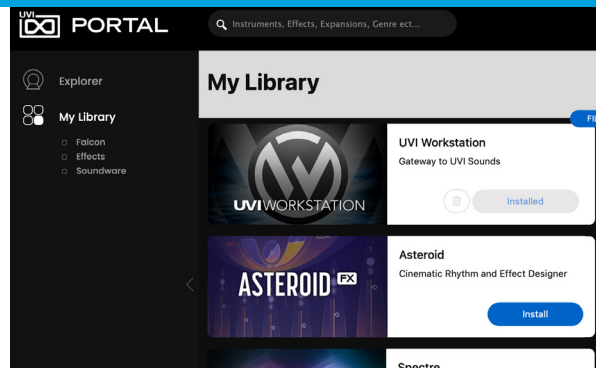 UVI PORTAL
Instruments, Effects, Expansions, Genre ect...
Explorer
My Library
Falcon
Effects
Soundware
My Library
UVIWORKSTATION
UVI Workstation
Gateway to UVI Sounds
Installed
ASTEROID FX
Asteroid
Cinematic Rhythm and Effect Designer
Install
Spectre